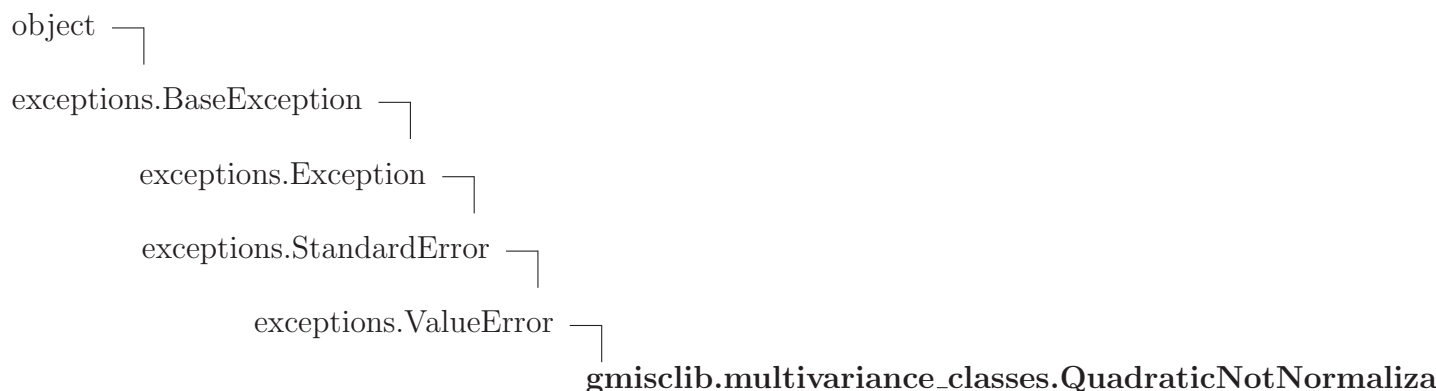 object
exceptions.BaseException
exceptions.Exception
exceptions.StandardError
exceptions.ValueError
gmisclib.multivariance_classes.QuadraticNotNormaliza